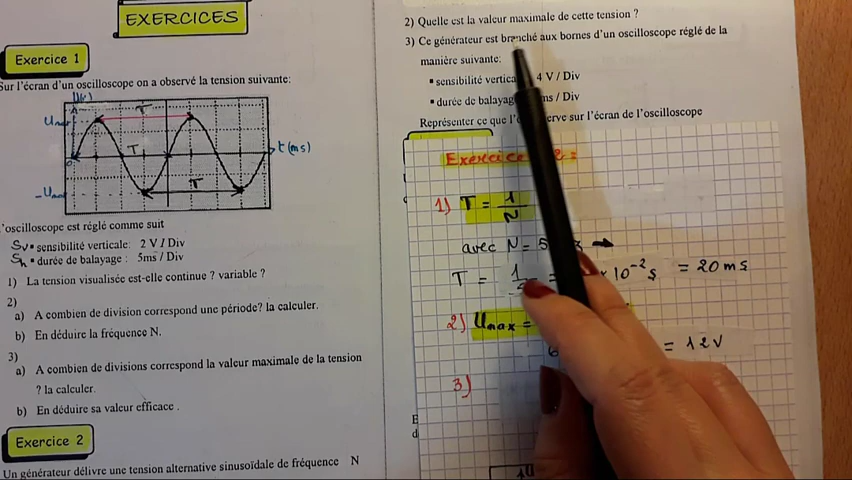 EXERCICES
Exercice 1
Sur l'écran d'un oscilloscope on a observé la tension suivante:
T
T
t (ms)
T
L'oscilloscope est réglé comme suit
Sv sensibilité verticale: 2 V / Div
Sh durée de balayage : 5ms / Div
1) La tension visualisée est-elle continue ? variable ?
2)
a) A combien de division correspond une période? la calculer.
b) En déduire la fréquence N.
3)
a) A combien de divisions correspond la valeur maximale de la tension
? la calculer.
b) En déduire sa valeur efficace .
Exercice 2
Un générateur délivre une tension alternative sinusoïdale de fréquence N
2) Quelle est la valeur maximale de cette tension ?
3) Ce générateur est branché aux bornes d'un oscilloscope réglé de la
manière suivante:
▪ sensibilité 4 V / Div
▪ durée de ms / Div
Représenter ce que sur l'écran de l'oscilloscope
Exercice 2 :
1) T = 1/N
avec N =
T = 1 = 10⁻² s = 20 ms
2) Umax =
= 12 V
3)